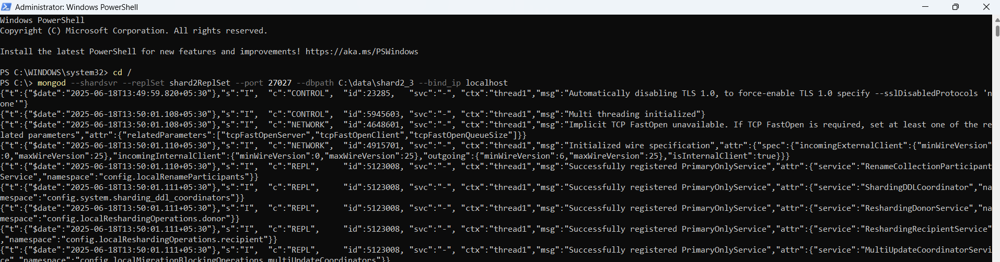 Administrator: Windows PowerShell
Windows PowerShell
Copyright (C) Microsoft Corporation. All rights reserved.
Install the latest PowerShell for new features and improvements! https://aka.ms/PSWindows
PS C:\WINDOWS\system32> cd /
PS C:\> mongod --shardsvr --replSet shard2ReplSet --port 27027 --dbpath C:\data\shard2_3 --bind_ip localhost
{"t":{"$date":"2025-06-18T13:49:59.820+05:30"},"s":"I",  "c":"CONTROL",  "id":23285,   "svc":"-", "ctx":"thread1","msg":"Automatically disabling TLS 1.0, to force-enable TLS 1.0 specify --sslDisabledProtocols 'n
one'"}
{"t":{"$date":"2025-06-18T13:50:01.108+05:30"},"s":"I",  "c":"CONTROL",  "id":5945603, "svc":"-", "ctx":"thread1","msg":"Multi threading initialized"}
{"t":{"$date":"2025-06-18T13:50:01.108+05:30"},"s":"I",  "c":"NETWORK",  "id":4648601, "svc":"-", "ctx":"thread1","msg":"Implicit TCP FastOpen unavailable. If TCP FastOpen is required, set at least one of the re
lated parameters","attr":{"relatedParameters":["tcpFastOpenServer","tcpFastOpenClient","tcpFastOpenQueueSize"]}}
{"t":{"$date":"2025-06-18T13:50:01.110+05:30"},"s":"I",  "c":"NETWORK",  "id":4915701, "svc":"-", "ctx":"thread1","msg":"Initialized wire specification","attr":{"spec":{"incomingExternalClient":{"minWireVersion"
:0,"maxWireVersion":25},"incomingInternalClient":{"minWireVersion":0,"maxWireVersion":25},"outgoing":{"minWireVersion":6,"maxWireVersion":25},"isInternalClient":true}}}
{"t":{"$date":"2025-06-18T13:50:01.110+05:30"},"s":"I",  "c":"REPL",     "id":5123008, "svc":"-", "ctx":"thread1","msg":"Successfully registered PrimaryOnlyService","attr":{"service":"RenameCollectionParticipant
Service","namespace":"config.localRenameParticipants"}}
{"t":{"$date":"2025-06-18T13:50:01.111+05:30"},"s":"I",  "c":"REPL",     "id":5123008, "svc":"-", "ctx":"thread1","msg":"Successfully registered PrimaryOnlyService","attr":{"service":"ShardingDDLCoordinator","na
mespace":"config.system.sharding_ddl_coordinators"}}
{"t":{"$date":"2025-06-18T13:50:01.111+05:30"},"s":"I",  "c":"REPL",     "id":5123008, "svc":"-", "ctx":"thread1","msg":"Successfully registered PrimaryOnlyService","attr":{"service":"ReshardingDonorService","na
mespace":"config.localReshardingOperations.donor"}}
{"t":{"$date":"2025-06-18T13:50:01.111+05:30"},"s":"I",  "c":"REPL",     "id":5123008, "svc":"-", "ctx":"thread1","msg":"Successfully registered PrimaryOnlyService","attr":{"service":"ReshardingRecipientService"
,"namespace":"config.localReshardingOperations.recipient"}}
{"t":{"$date":"2025-06-18T13:50:01.111+05:30"},"s":"I",  "c":"REPL",     "id":5123008, "svc":"-", "ctx":"thread1","msg":"Successfully registered PrimaryOnlyService","attr":{"service":"MultiUpdateCoordinatorServi
ce","namespace":"config.localMigrationBlockingOperations.multiUpdateCoordinators"}}